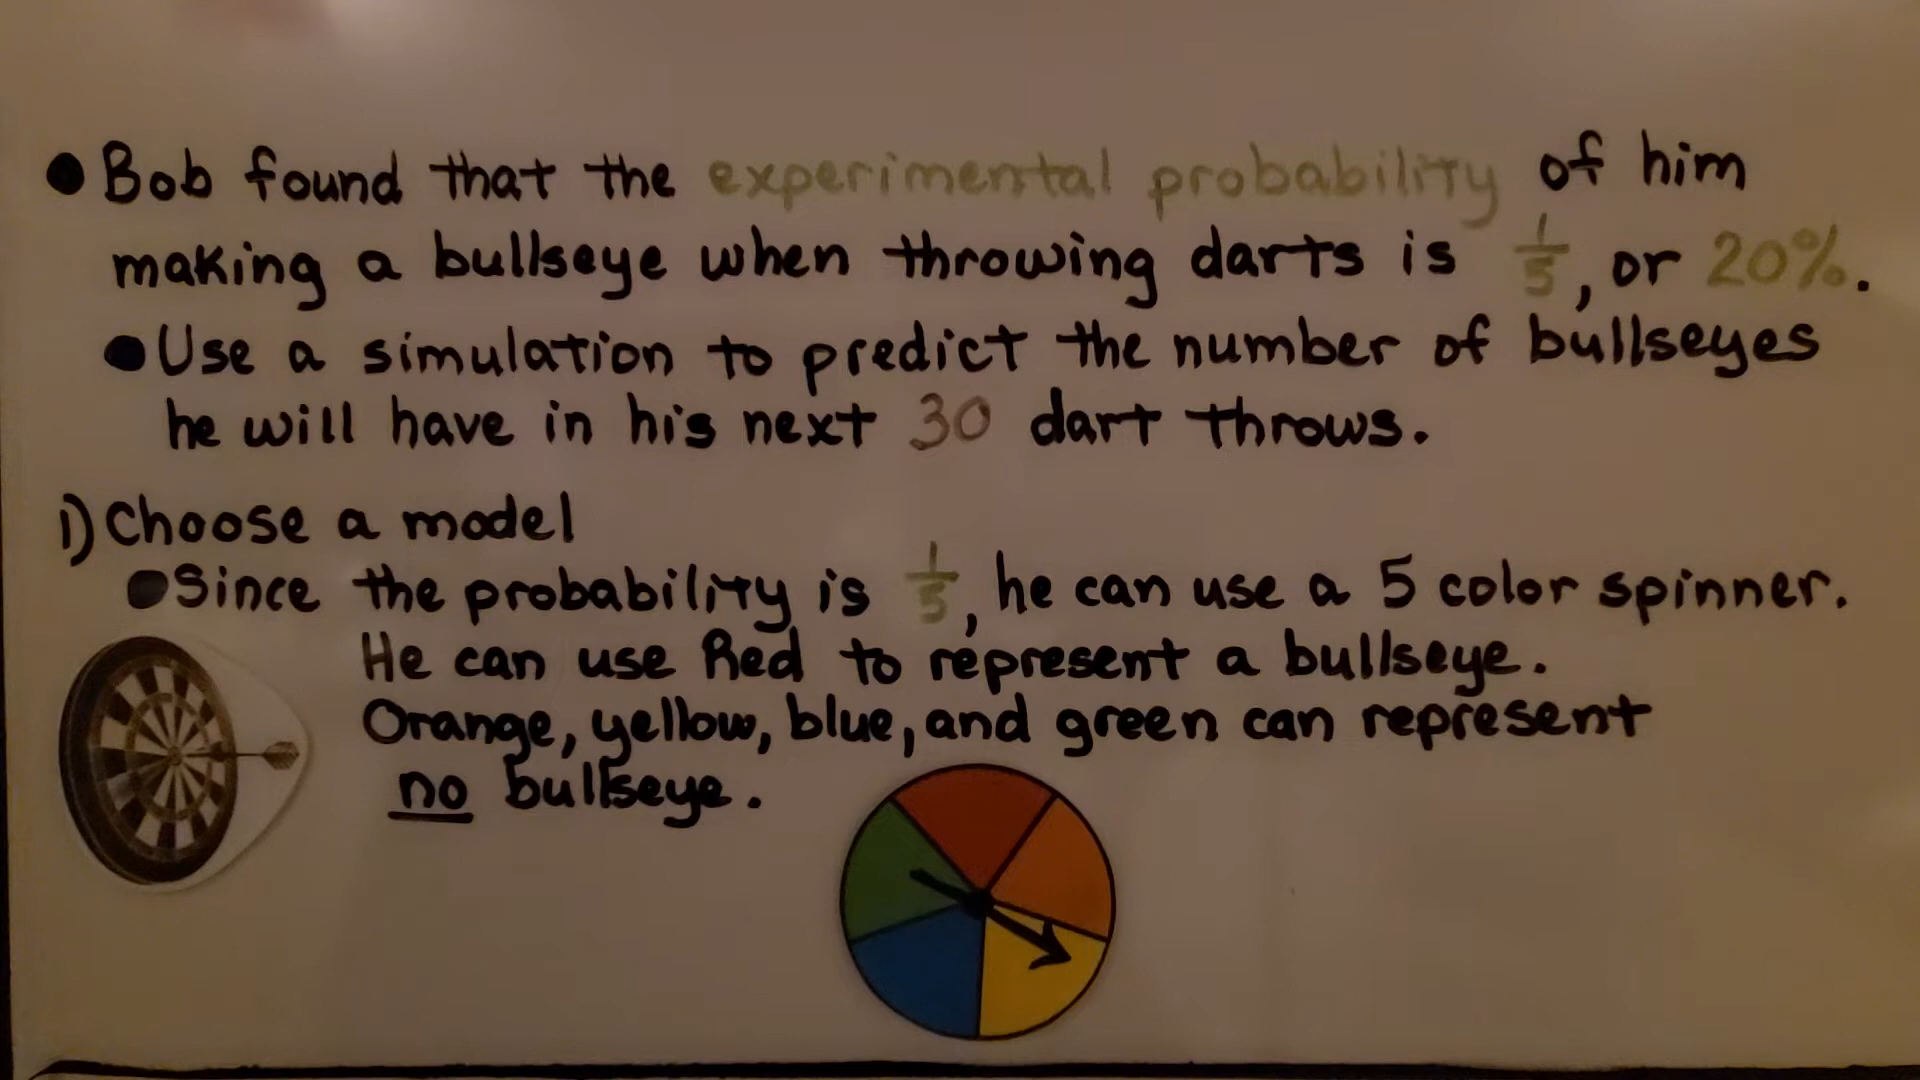 ● Bob found that the experimental probability of him
making a bullseye when throwing darts is 1/5, or 20%.
● Use a simulation to predict the number of bullseyes
he will have in his next 30 dart throws.
1) Choose a model
● Since the probability is 1/5, he can use a 5 color spinner.
He can use Red to represent a bullseye.
Orange, yellow, blue, and green can represent
no bullseye.